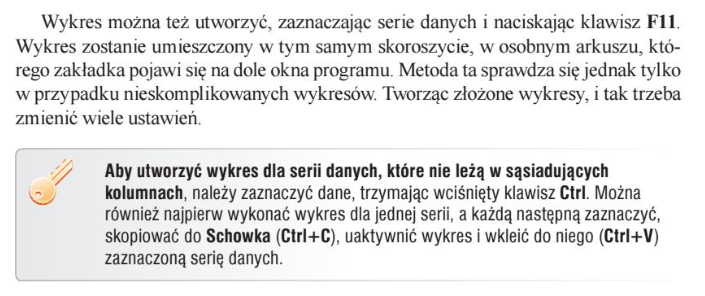 Wykres można też utworzyć, zaznaczając serie danych i naciskając klawisz F11.
Wykres zostanie umieszczony w tym samym skoroszycie, w osobnym arkuszu, któ-
rego zakładka pojawi się na dole okna programu. Metoda ta sprawdza się jednak tylko
w przypadku nieskomplikowanych wykresów. Tworząc złożone wykresy, i tak trzeba
zmienić wiele ustawień.
Aby utworzyć wykres dla serii danych, które nie leżą w sąsiadujących
kolumnach, należy zaznaczyć dane, trzymając wciśnięty klawisz Ctrl. Można
również najpierw wykonać wykres dla jednej serii, a każdą następną zaznaczyć,
skopiować do Schowka (Ctrl+C), uaktywnić wykres i wkleić do niego (Ctrl+V)
zaznaczoną serię danych.